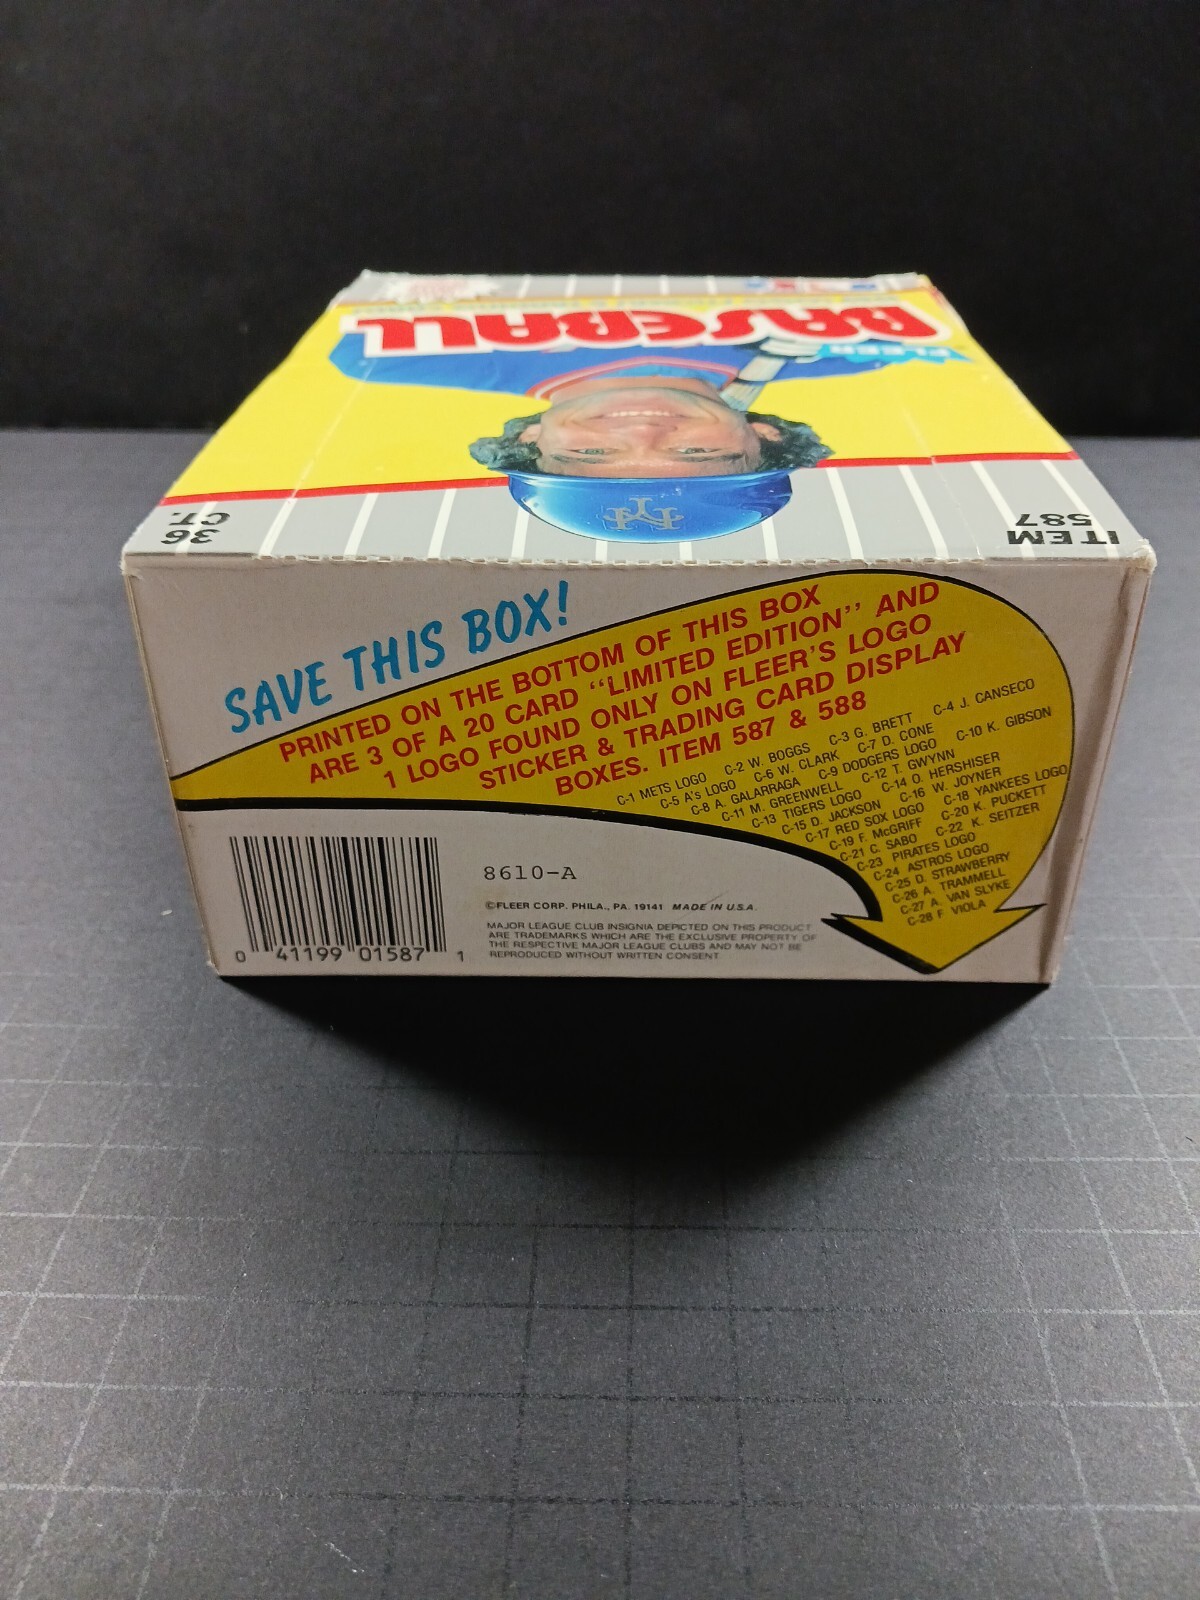 BASEBALL
FLEER
NY
36
CT.
ITEM
587
SAVE THIS BOX!
PRINTED ON THE BOTTOM OF THIS BOX
ARE 3 OF A 20 CARD "LIMITED EDITION" AND
1 LOGO FOUND ONLY ON FLEER'S LOGO
STICKER & TRADING CARD DISPLAY
BOXES. ITEM 587 & 588
C-1 METS LOGO C-2 W. BOGGS C-3 G. BRETT C-4 J. CANSECO
C-5 A's LOGO C-6 W. CLARK C-7 D. CONE
C-8 A. GALARRAGA C-9 DODGERS LOGO C-10 K. GIBSON
C-11 M. GREENWELL C-12 T. GWYNN
C-13 TIGERS LOGO C-14 O. HERSHISER
C-15 D. JACKSON C-16 W. JOYNER
C-17 RED SOX LOGO C-18 YANKEES LOGO
C-19 F. McGRIFF C-20 K. PUCKETT
C-21 C. SABO C-22 K. SEITZER
C-23 PIRATES LOGO
C-24 ASTROS LOGO
C-25 D. STRAWBERRY
C-26 A. TRAMMELL
C-27 A. VAN SLYKE
C-28 F VIOLA
8610-A
©FLEER CORP. PHILA., PA. 19141 MADE IN U.S.A.
MAJOR LEAGUE CLUB INSIGNIA DEPICTED ON THIS PRODUCT
ARE TRADEMARKS WHICH ARE THE EXCLUSIVE PROPERTY OF
THE RESPECTIVE MAJOR LEAGUE CLUBS AND MAY NOT BE
REPRODUCED WITHOUT WRITTEN CONSENT
0 41199 01587 1